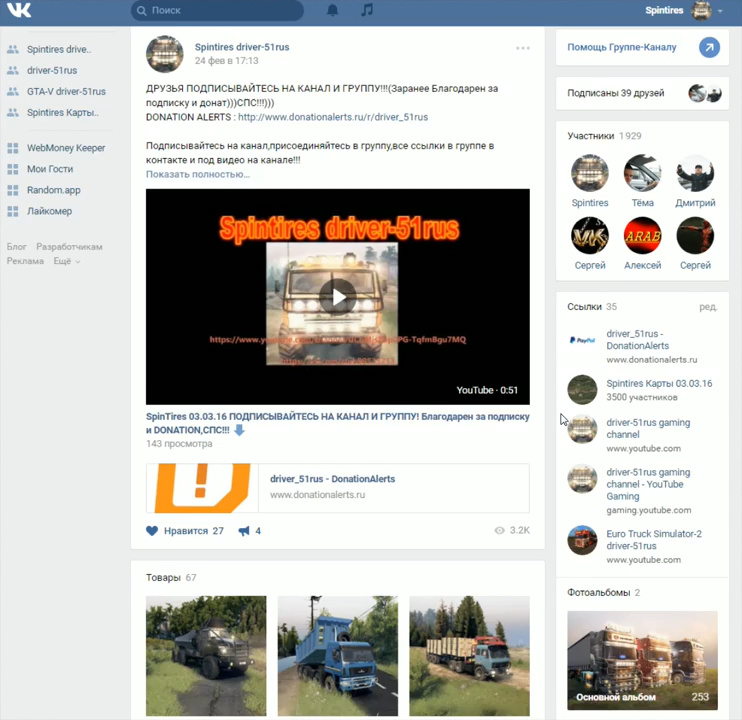 Поиск
Spintires
Spintires drive..
driver-51rus
GTA-V driver-51rus
Spintires Карты..
WebMoney Keeper
Мои Гости
Random.app
Лайкомер
Блог Разработчикам
Реклама Ещё
Spintires driver-51rus
24 фев в 17:13
ДРУЗЬЯ ПОДПИСЫВАЙТЕСЬ НА КАНАЛ И ГРУППУ!!!(Заранее Благодарен за
подписку и донат)))СПС!!!)))
DONATION ALERTS : http://www.donationalerts.ru/r/driver_51rus
Подписывайтесь на канал,присоединяйтесь в группу,все ссылки в группе в
контакте и под видео на канале!!!
Показать полностью...
Spintires driver-51rus
YouTube · 0:51
SpinTires 03.03.16 ПОДПИСЫВАЙТЕСЬ НА КАНАЛ И ГРУППУ! Благодарен за подписку
и DONATION,СПС!!!
143 просмотра
driver_51rus - DonationAlerts
www.donationalerts.ru
Нравится 27 4 3.2K
Товары 67
Помощь Группе-Каналу
Подписаны 39 друзей
Участники 1 929
Spintires Тёма Дмитрий
ARAB
Сергей Алексей Сергей
Ссылки 35 ред.
PayPal
driver_51rus -
DonationAlerts
www.donationalerts.ru
Spintires Карты 03.03.16
3500 участников
driver-51rus gaming
channel
www.youtube.com
driver-51rus gaming
channel - YouTube
Gaming
gaming.youtube.com
Euro Truck Simulator-2
driver-51rus
www.youtube.com
Фотоальбомы 2
Основной альбом 253